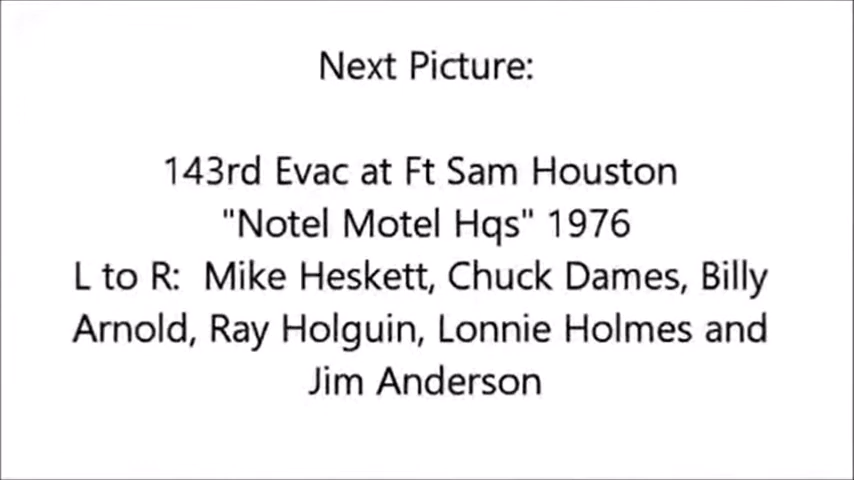 Next Picture:
143rd Evac at Ft Sam Houston
"Notel Motel Hqs" 1976
L to R:  Mike Heskett, Chuck Dames, Billy
Arnold, Ray Holguin, Lonnie Holmes and
Jim Anderson